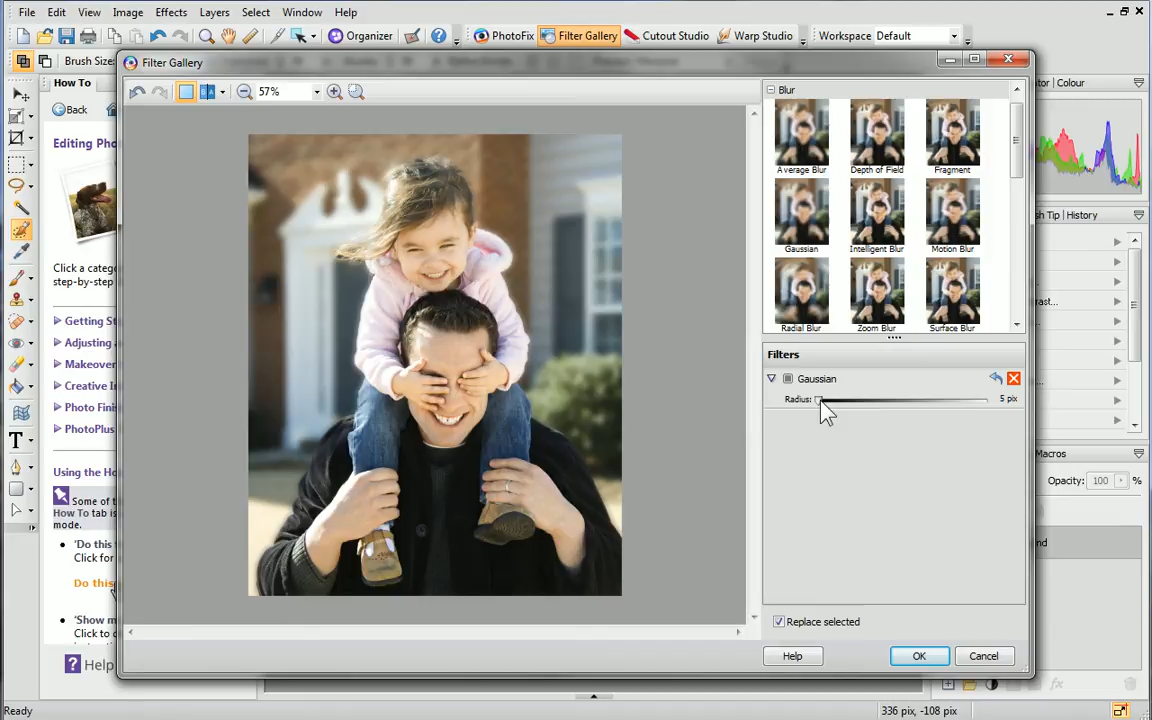 File Edit View Image Effects Layers Select Window Help
Organizer PhotoFix Filter Gallery Cutout Studio Warp Studio Workspace Default
Brush Size
Filter Gallery
How To
57%
Back
Editing Pho
Click a categ
step-by-step
Getting St
Adjusting
Makeover
Creative I
Photo Finis
PhotoPlus
Using the Ho
Some of t
How To tab is
mode.
'Do this
Click for
Do this
'Show m
Click to c
Help
Blur
Average Blur Depth of Field Fragment
Gaussian Intelligent Blur Motion Blur
Radial Blur Zoom Blur Surface Blur
Filters
Gaussian
Radius: 5 pix
Replace selected
Help OK Cancel
Colour
sh Tip History
ast...
Macros
Opacity: 100 %
nd
Ready
336 pix, -108 pix